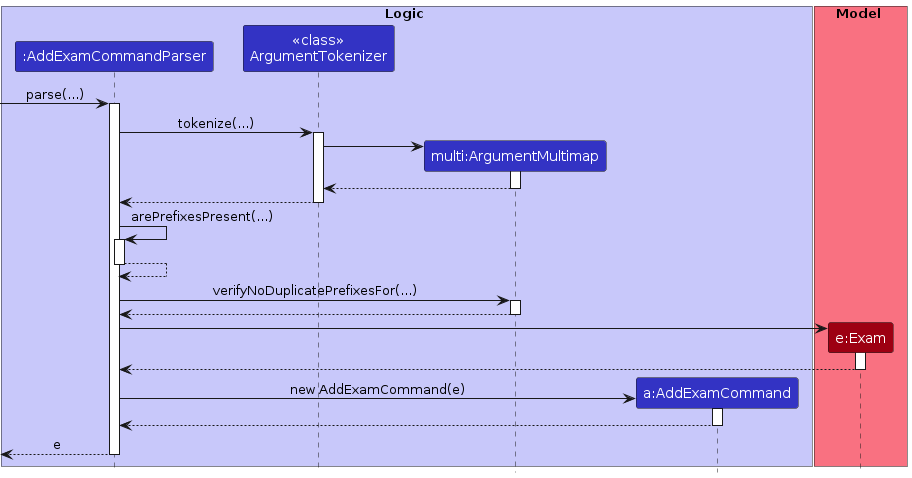 Logic
Model
:AddExamCommandParser
«class»
ArgumentTokenizer
parse(...)
tokenize(...)
multi:ArgumentMultimap
arePrefixesPresent(...)
verifyNoDuplicatePrefixesFor(...)
e:Exam
new AddExamCommand(e)
a:AddExamCommand
e